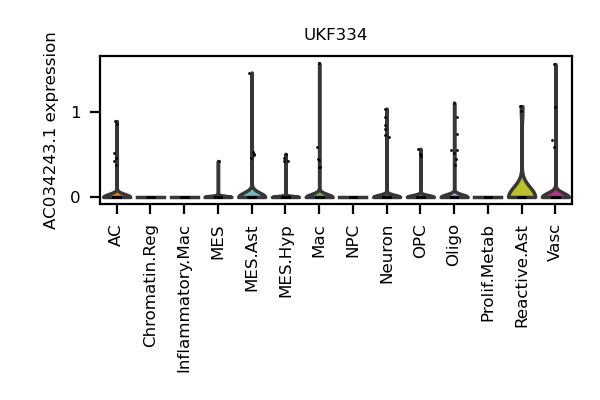 UKF334
AC034243.1 expression
1
0
AC
Chromatin.Reg
Inflammatory.Mac
MES
MES.Ast
MES.Hyp
Mac
NPC
Neuron
OPC
Oligo
Prolif.Metab
Reactive.Ast
Vasc